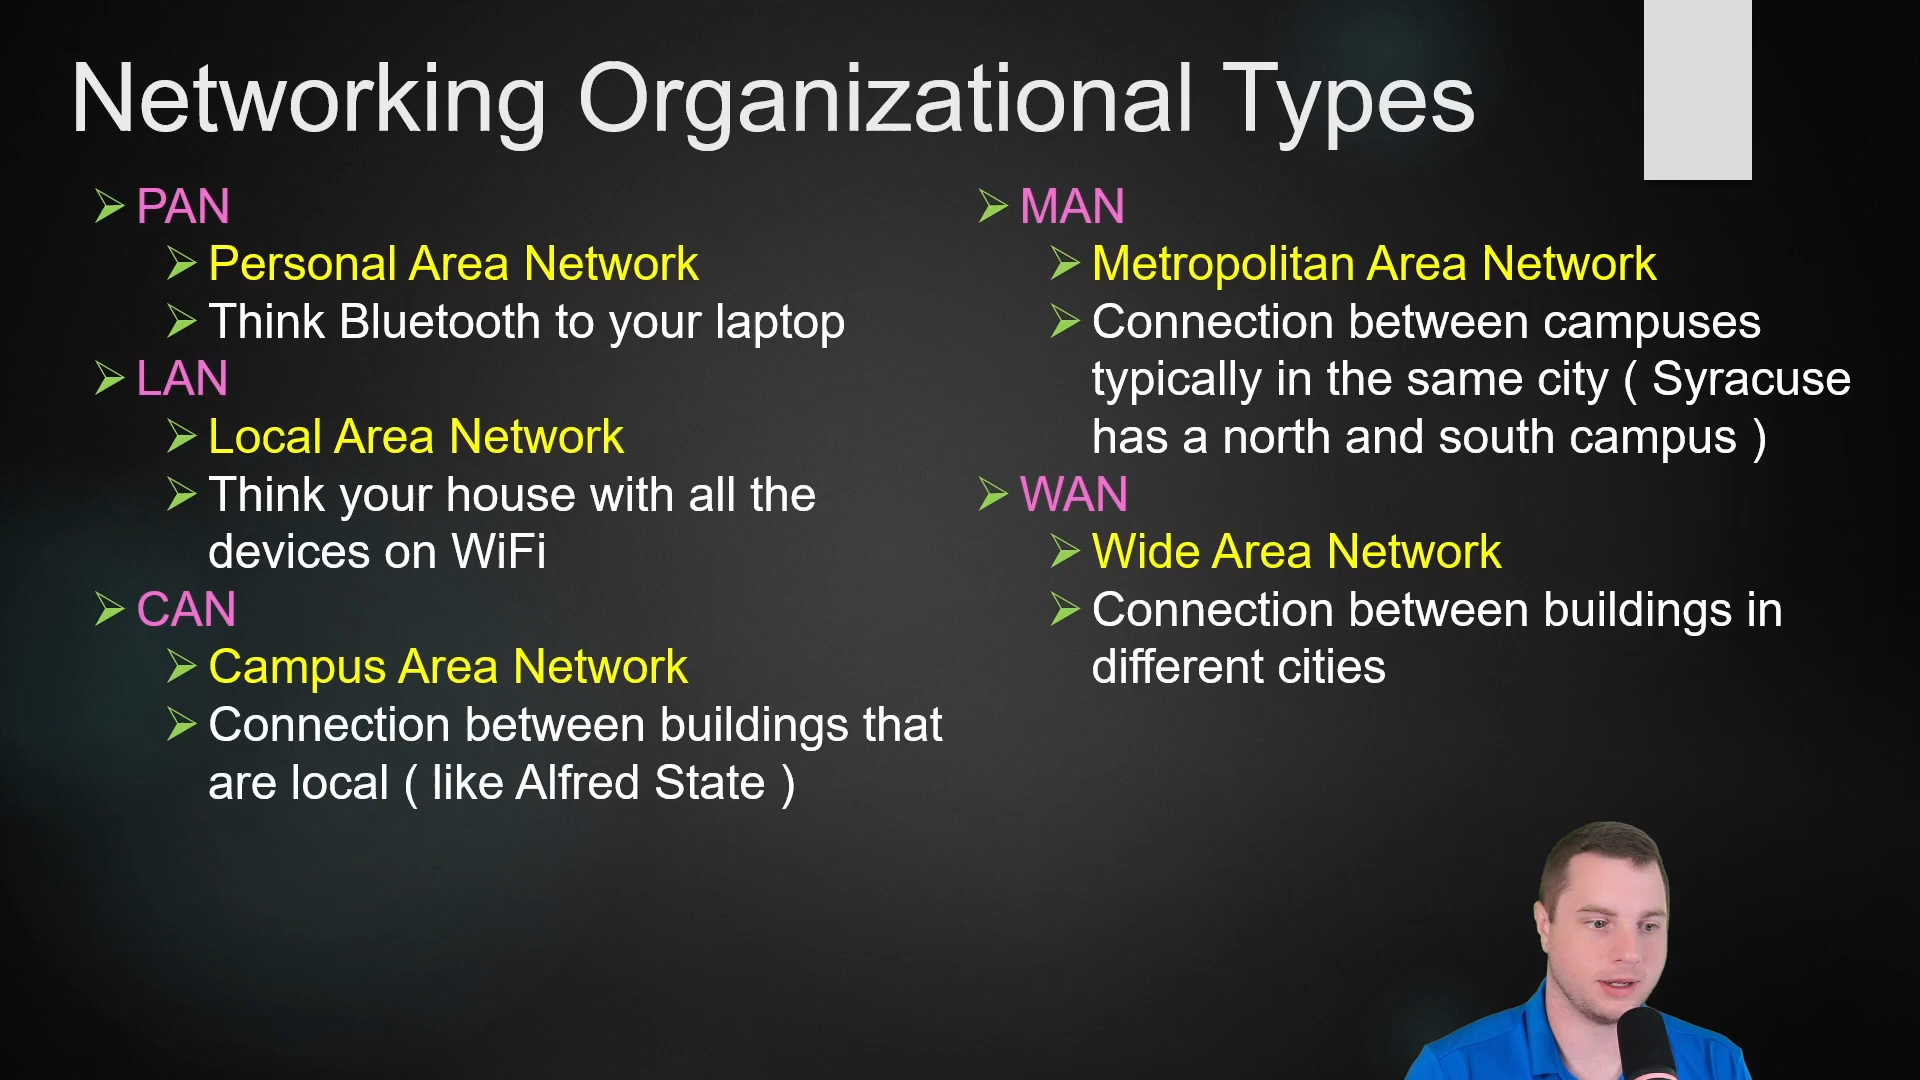 Networking Organizational Types
PAN
Personal Area Network
Think Bluetooth to your laptop
LAN
Local Area Network
Think your house with all the
devices on WiFi
CAN
Campus Area Network
Connection between buildings that
are local ( like Alfred State )
MAN
Metropolitan Area Network
Connection between campuses
typically in the same city ( Syracuse
has a north and south campus )
WAN
Wide Area Network
Connection between buildings in
different cities